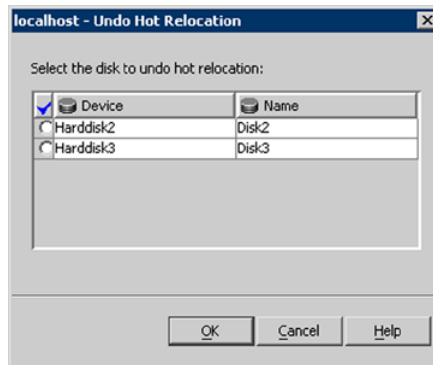 localhost - Undo Hot Relocation
Select the disk to undo hot relocation:
Device Name
Harddisk2 Disk2
Harddisk3 Disk3
OK Cancel Help